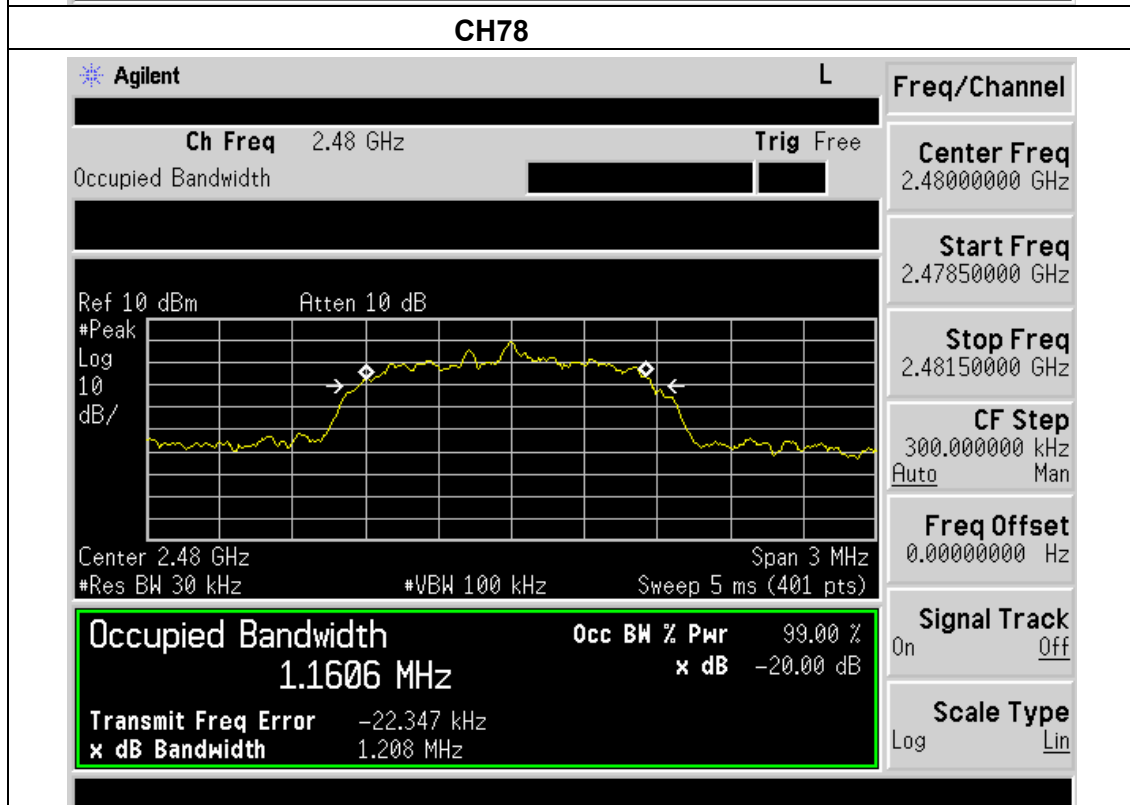 CH78
Agilent L
Ch Freq 2.48 GHz Trig Free
Occupied Bandwidth
Ref 10 dBm Atten 10 dB
#Peak
Log
10
dB/
Center 2.48 GHz Span 3 MHz
#Res BW 30 kHz #VBW 100 kHz Sweep 5 ms (401 pts)
Occupied Bandwidth Occ BW % Pwr 99.00 %
1.1606 MHz x dB -20.00 dB
Transmit Freq Error -22.347 kHz
x dB Bandwidth 1.208 MHz
Freq/Channel
Center Freq
2.48000000 GHz
Start Freq
2.47850000 GHz
Stop Freq
2.48150000 GHz
CF Step
300.000000 kHz
Auto Man
Freq Offset
0.00000000 Hz
Signal Track
On Off
Scale Type
Log Lin